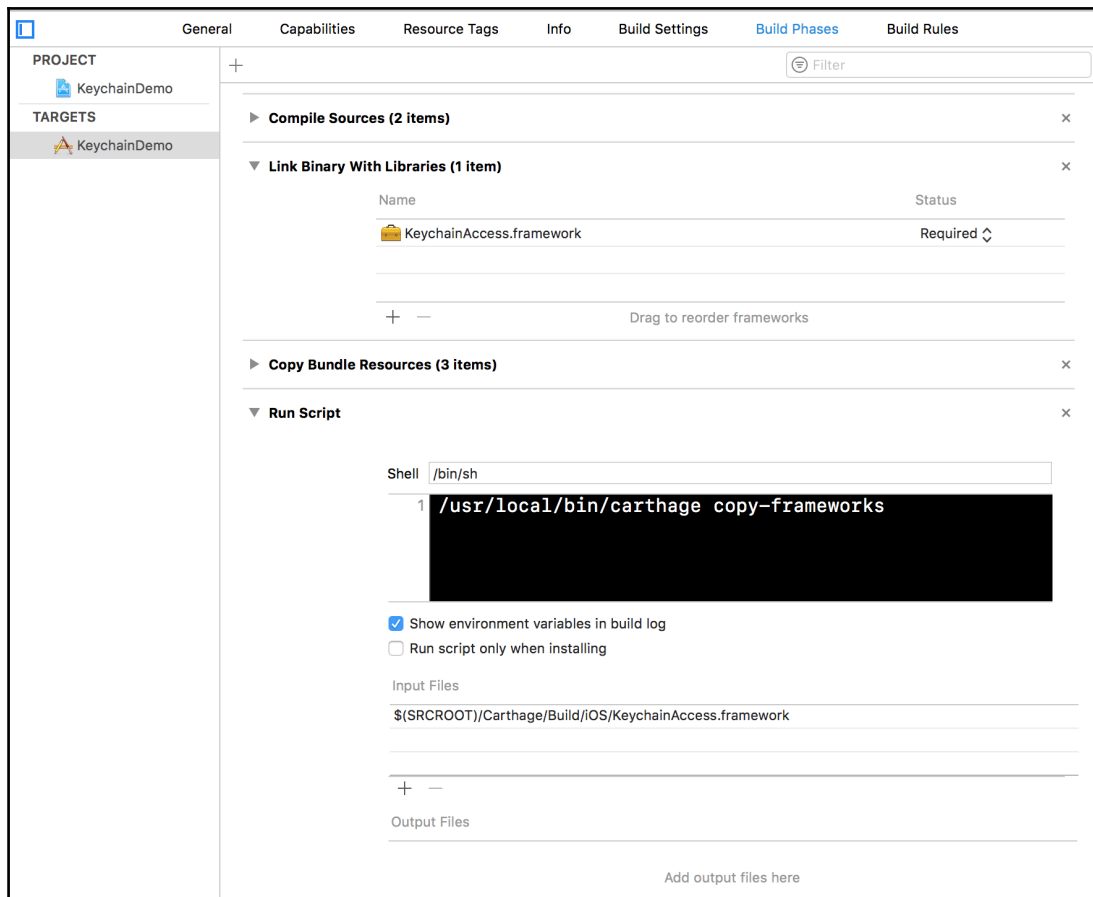 General Capabilities Resource Tags Info Build Settings Build Phases Build Rules
PROJECT
KeychainDemo
TARGETS
KeychainDemo
Filter
Compile Sources (2 items)
Link Binary With Libraries (1 item)
Name Status
KeychainAccess.framework Required
Drag to reorder frameworks
Copy Bundle Resources (3 items)
Run Script
Shell /bin/sh
1 /usr/local/bin/carthage copy-frameworks
Show environment variables in build log
Run script only when installing
Input Files
$(SRCROOT)/Carthage/Build/iOS/KeychainAccess.framework
Output Files
Add output files here